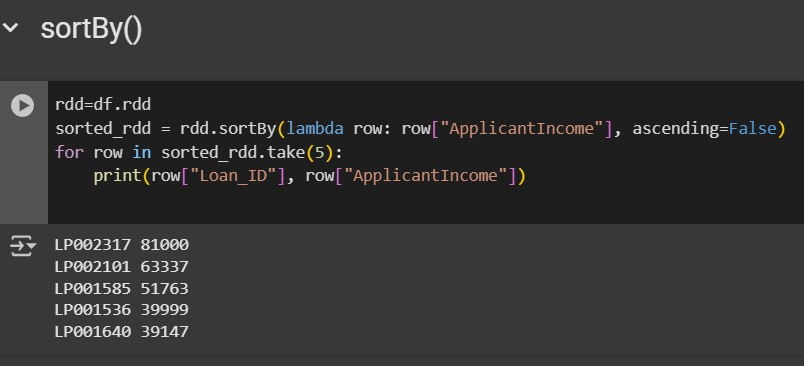 sortBy()
rdd=df.rdd
sorted_rdd = rdd.sortBy(lambda row: row["ApplicantIncome"], ascending=False)
for row in sorted_rdd.take(5):
    print(row["Loan_ID"], row["ApplicantIncome"])
LP002317 81000
LP002101 63337
LP001585 51763
LP001536 39999
LP001640 39147